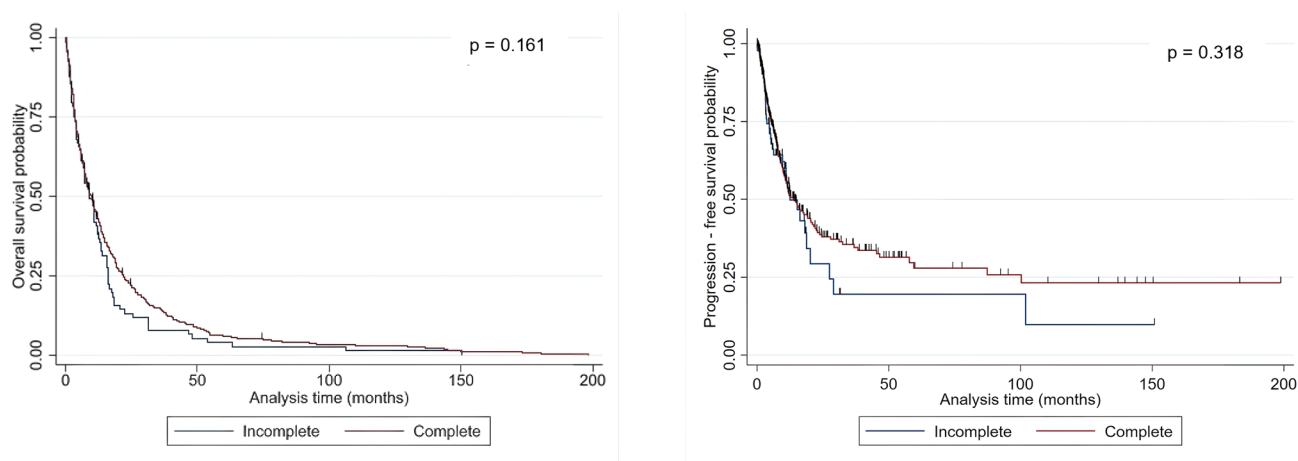 p = 0.161
Overall survival probability
1.00
0.75
0.50
0.25
0.00
0 50 100 150 200
Analysis time (months)
Incomplete Complete
p = 0.318
Progression - free survival probability
1.00
0.75
0.50
0.25
0.00
0 50 100 150 200
Analysis time (months)
Incomplete Complete